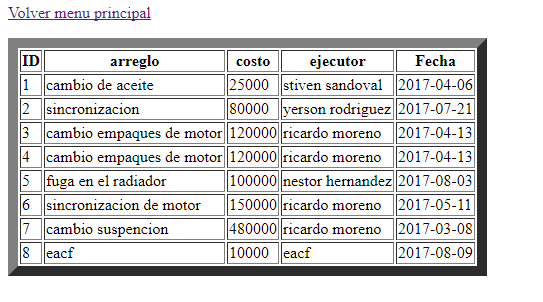 Volver menu principal
ID arreglo costo ejecutor Fecha
1 cambio de aceite 25000 stiven sandoval 2017-04-06
2 sincronizacion 80000 yerson rodriguez 2017-07-21
3 cambio empaques de motor 120000 ricardo moreno 2017-04-13
4 cambio empaques de motor 120000 ricardo moreno 2017-04-13
5 fuga en el radiador 100000 nestor hernandez 2017-08-03
6 sincronizacion de motor 150000 ricardo moreno 2017-05-11
7 cambio suspencion 480000 ricardo moreno 2017-03-08
8 eacf 10000 eacf 2017-08-09